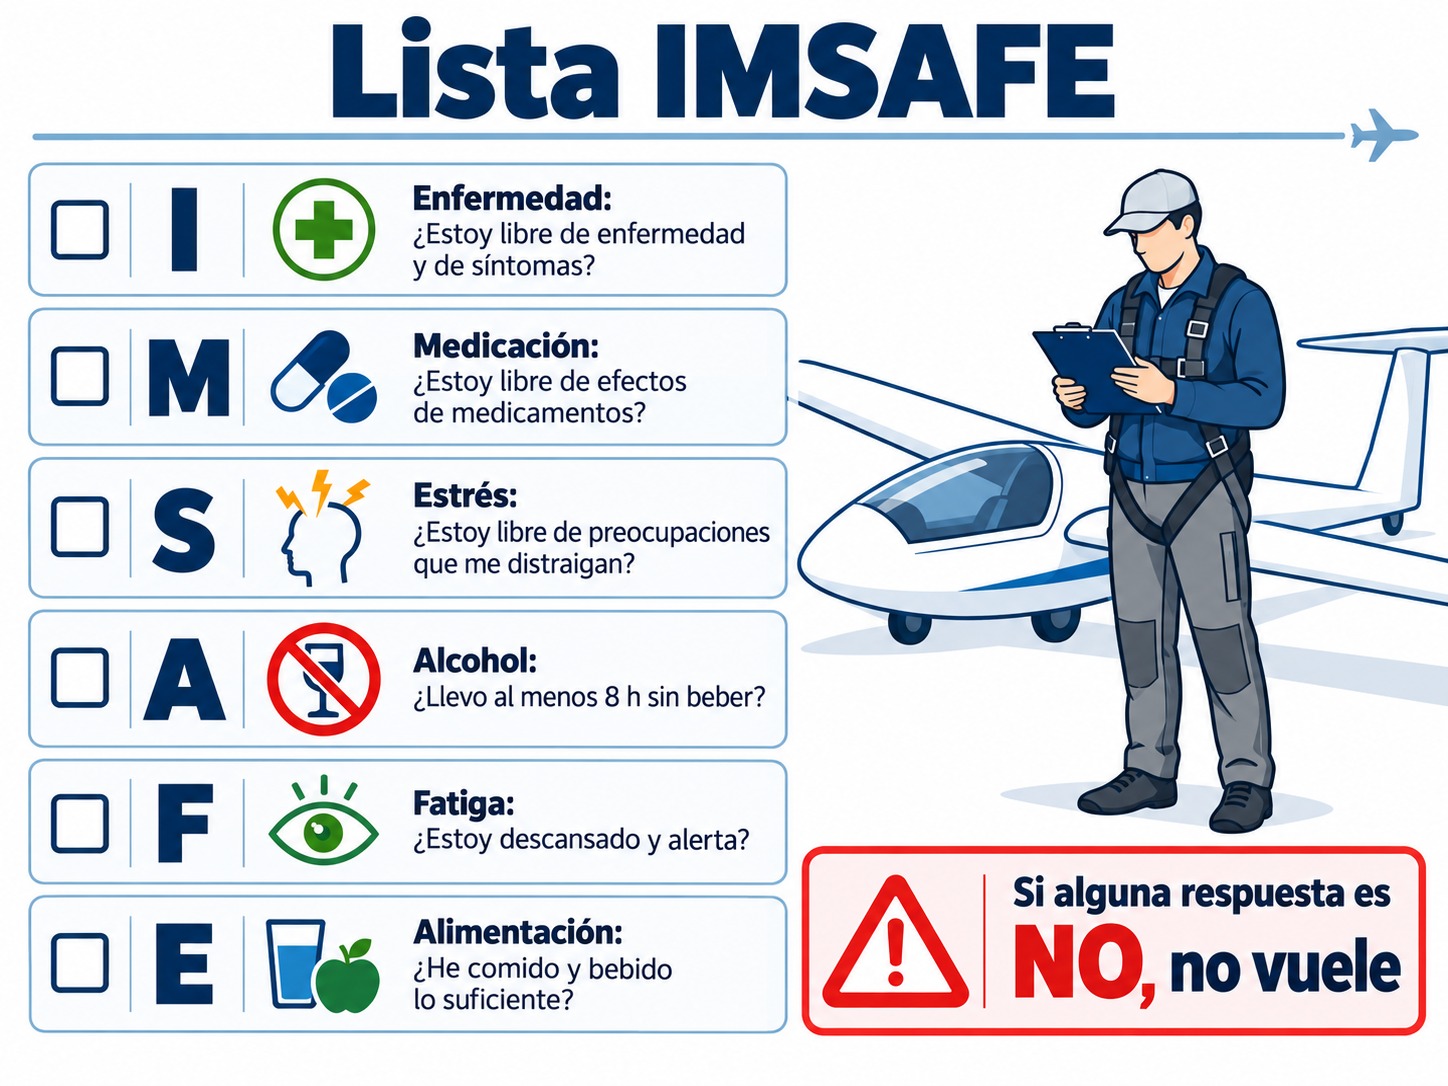 Lista IMSAFE
I
Enfermedad:
¿Estoy libre de enfermedad
y de síntomas?
M
Medicación:
¿Estoy libre de efectos
de medicamentos?
S
Estrés:
¿Estoy libre de preocupaciones
que me distraigan?
A
Alcohol:
¿Llevo al menos 8 h sin beber?
F
Fatiga:
¿Estoy descansado y alerta?
E
Alimentación:
¿He comido y bebido
lo suficiente?
Si alguna respuesta es
NO, no vuele